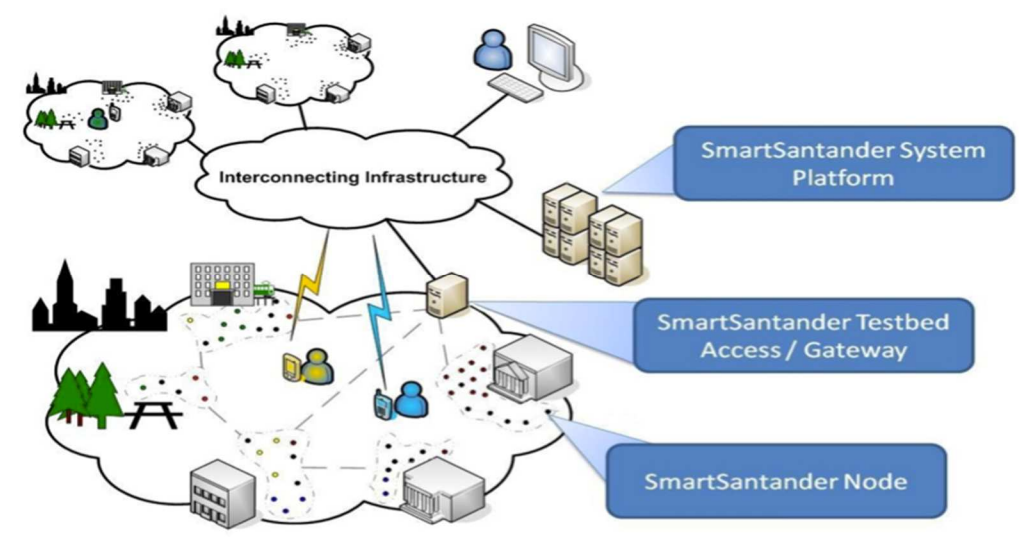 SmartSantander System
Platform
Interconnecting Infrastructure
SmartSantander Testbed
Access / Gateway
SmartSantander Node